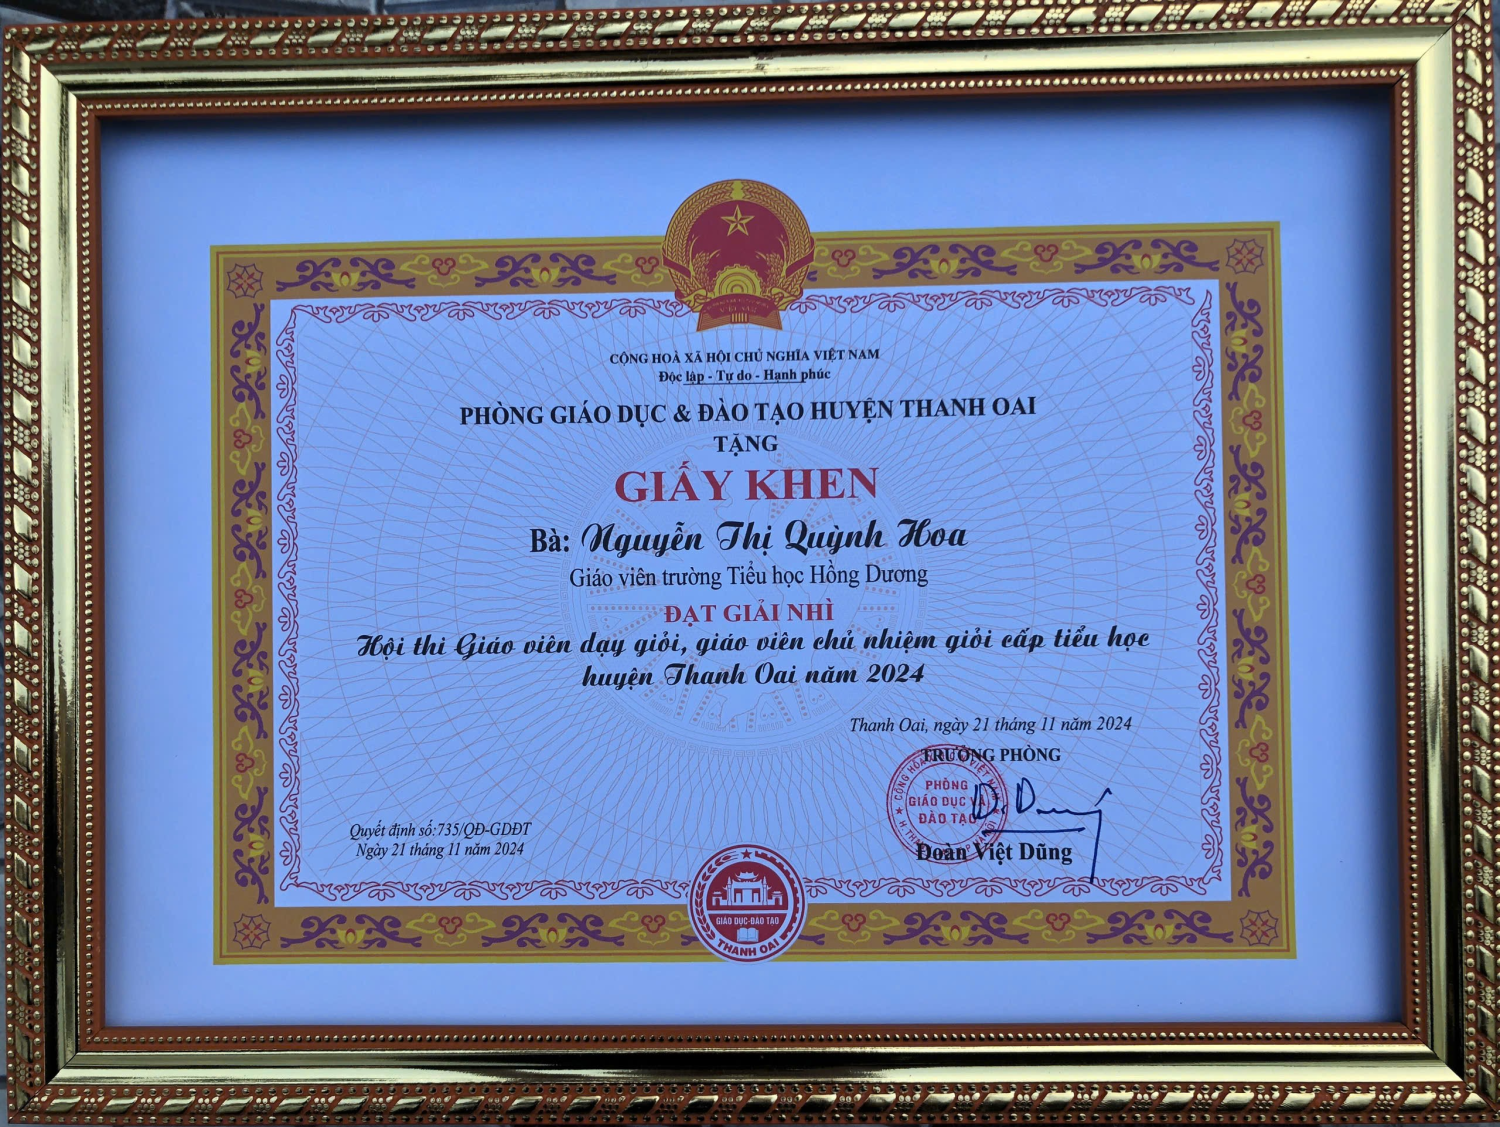 CỘNG HOÀ XÃ HỘI CHỦ NGHĨA VIỆT NAM
Độc lập - Tự do - Hạnh phúc
PHÒNG GIÁO DỤC & ĐÀO TẠO HUYỆN THANH OAI
TẶNG
GIẤY KHEN
Bà: Nguyễn Thị Quỳnh Hoa
Giáo viên trường Tiểu học Hồng Dương
ĐẠT GIẢI NHÌ
Hội thi Giáo viên dạy giỏi, giáo viên chủ nhiệm giỏi cấp tiểu học
huyện Thanh Oai năm 2024
Thanh Oai, ngày 21 tháng 11 năm 2024
TRƯỞNG PHÒNG
PHÒNG
GIÁO DỤC VÀ
ĐÀO TẠO
Đoàn Việt Dũng
Quyết định số:735/QĐ-GDĐT
Ngày 21 tháng 11 năm 2024
GIÁO DỤC-ĐÀO TẠO
THANH OAI